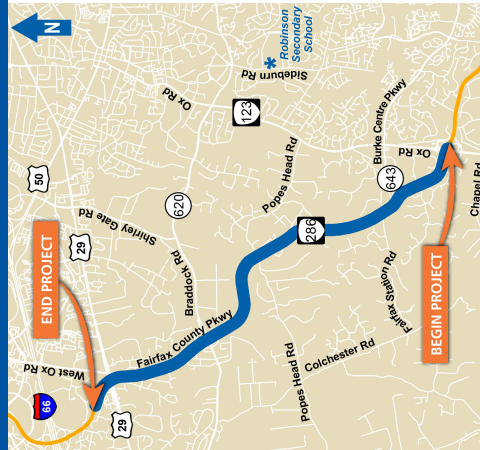 N
Robinson
Secondary
School
Sideburn Rd
Ox Rd
123
50
Burke Centre Pkwy
Ox Rd
643
Popes Head Rd
620
Shirley Gate Rd
29
Chapel Rd
286
Braddock Rd
END PROJECT
BEGIN PROJECT
Fairfax Station Rd
Fairfax County Pkwy
West Ox Rd
Colchester Rd
Popes Head Rd
66
29